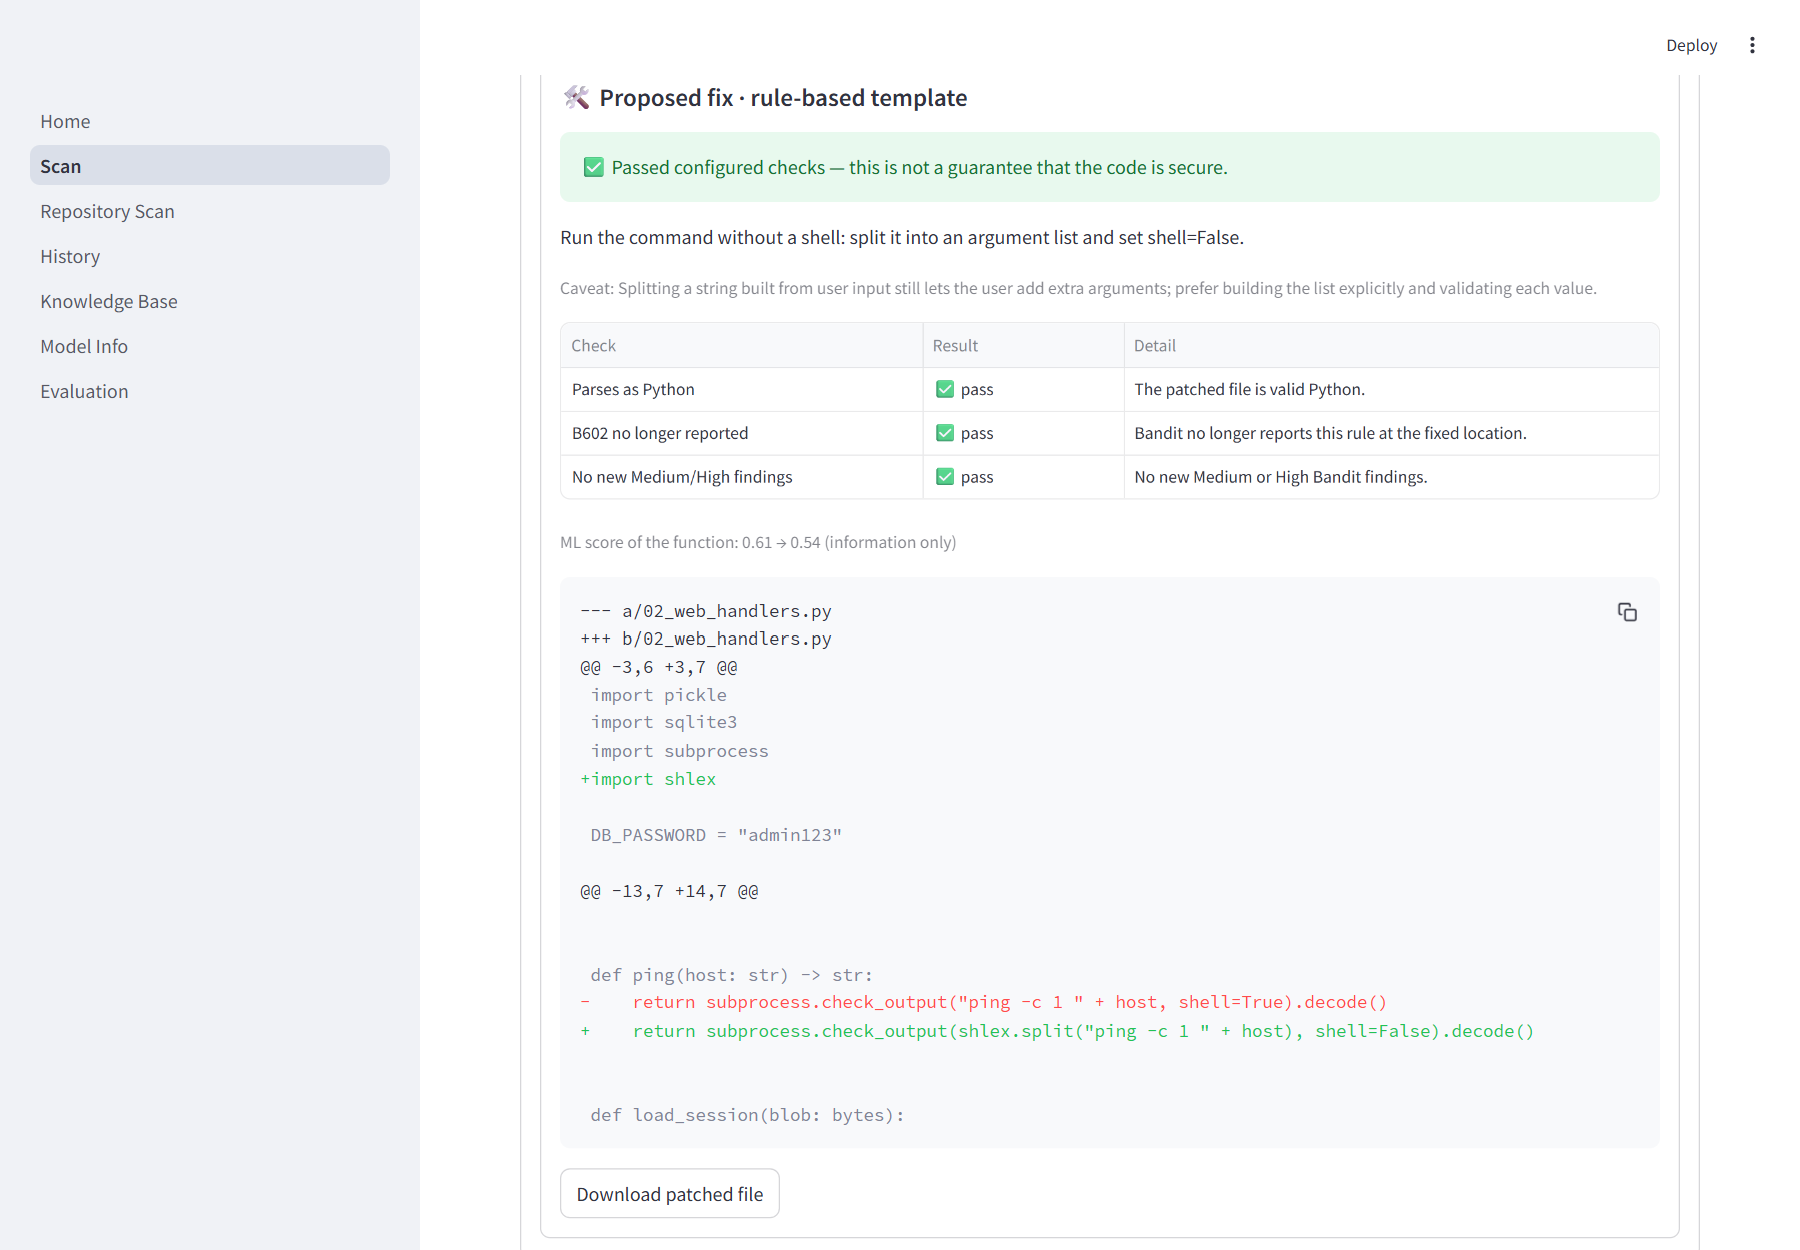 Deploy
Home
Scan
Repository Scan
History
Knowledge Base
Model Info
Evaluation
Proposed fix · rule-based template
Passed configured checks — this is not a guarantee that the code is secure.
Run the command without a shell: split it into an argument list and set shell=False.
Caveat: Splitting a string built from user input still lets the user add extra arguments; prefer building the list explicitly and validating each value.
Check Result Detail
Parses as Python pass The patched file is valid Python.
B602 no longer reported pass Bandit no longer reports this rule at the fixed location.
No new Medium/High findings pass No new Medium or High Bandit findings.
ML score of the function: 0.61 → 0.54 (information only)
--- a/02_web_handlers.py
+++ b/02_web_handlers.py
@@ -3,6 +3,7 @@
 import pickle
 import sqlite3
 import subprocess
+import shlex
 DB_PASSWORD = "admin123"
@@ -13,7 +14,7 @@
 def ping(host: str) -> str:
-    return subprocess.check_output("ping -c 1 " + host, shell=True).decode()
+    return subprocess.check_output(shlex.split("ping -c 1 " + host), shell=False).decode()
 def load_session(blob: bytes):
Download patched file